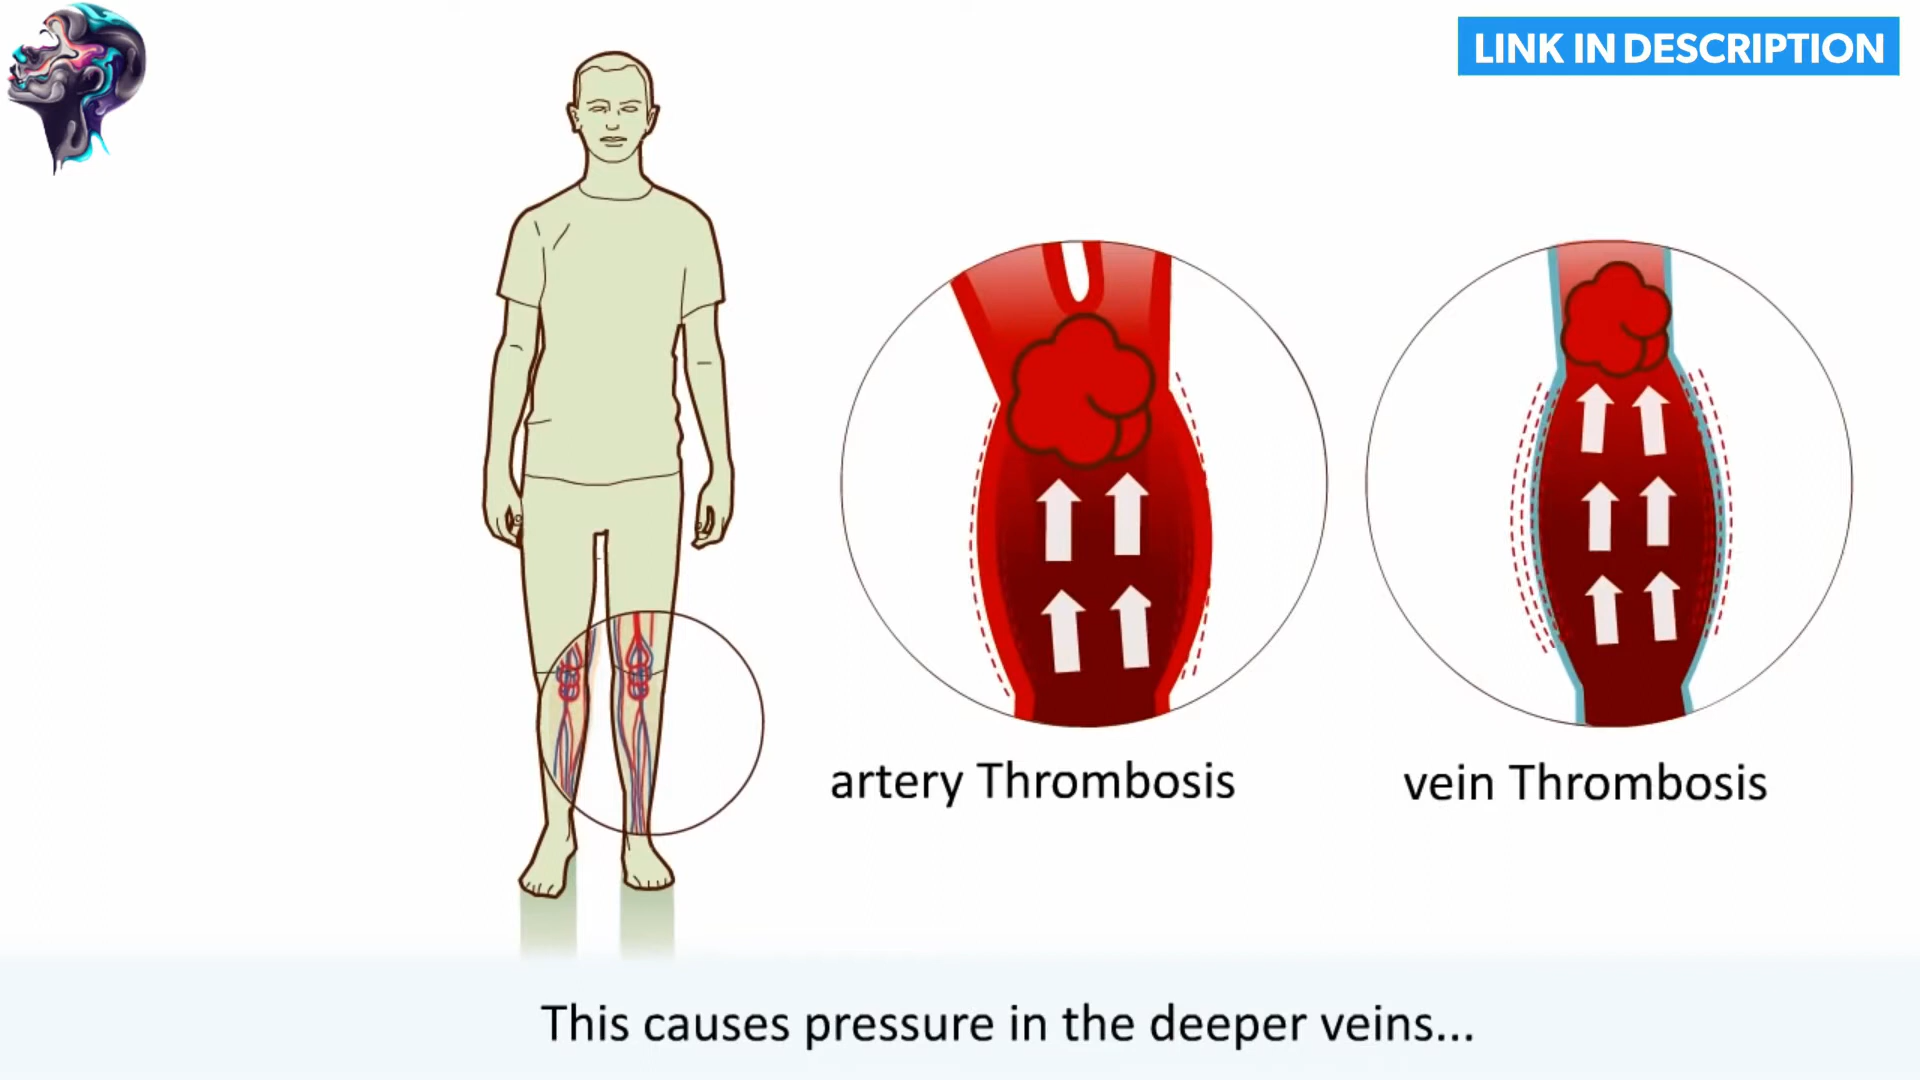 LINK IN DESCRIPTION
artery Thrombosis
vein Thrombosis
This causes pressure in the deeper veins...